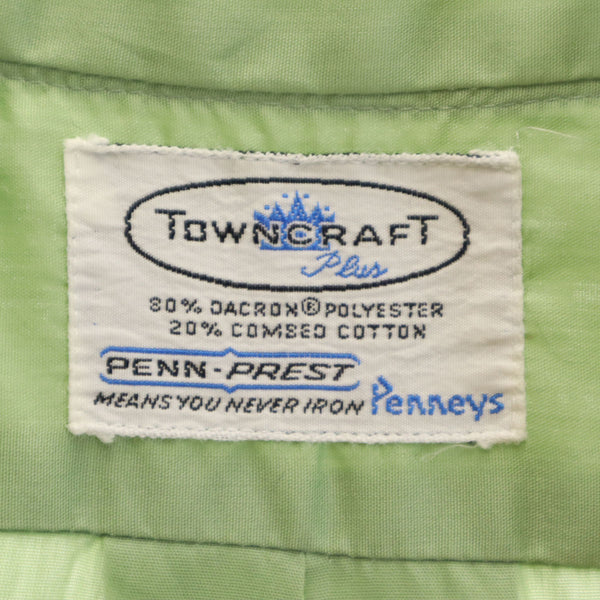 TOWNCRAFT
Plus
80% DACRON® POLYESTER
20% COMBED COTTON
PENN-PREST
MEANS YOU NEVER IRON Penneys